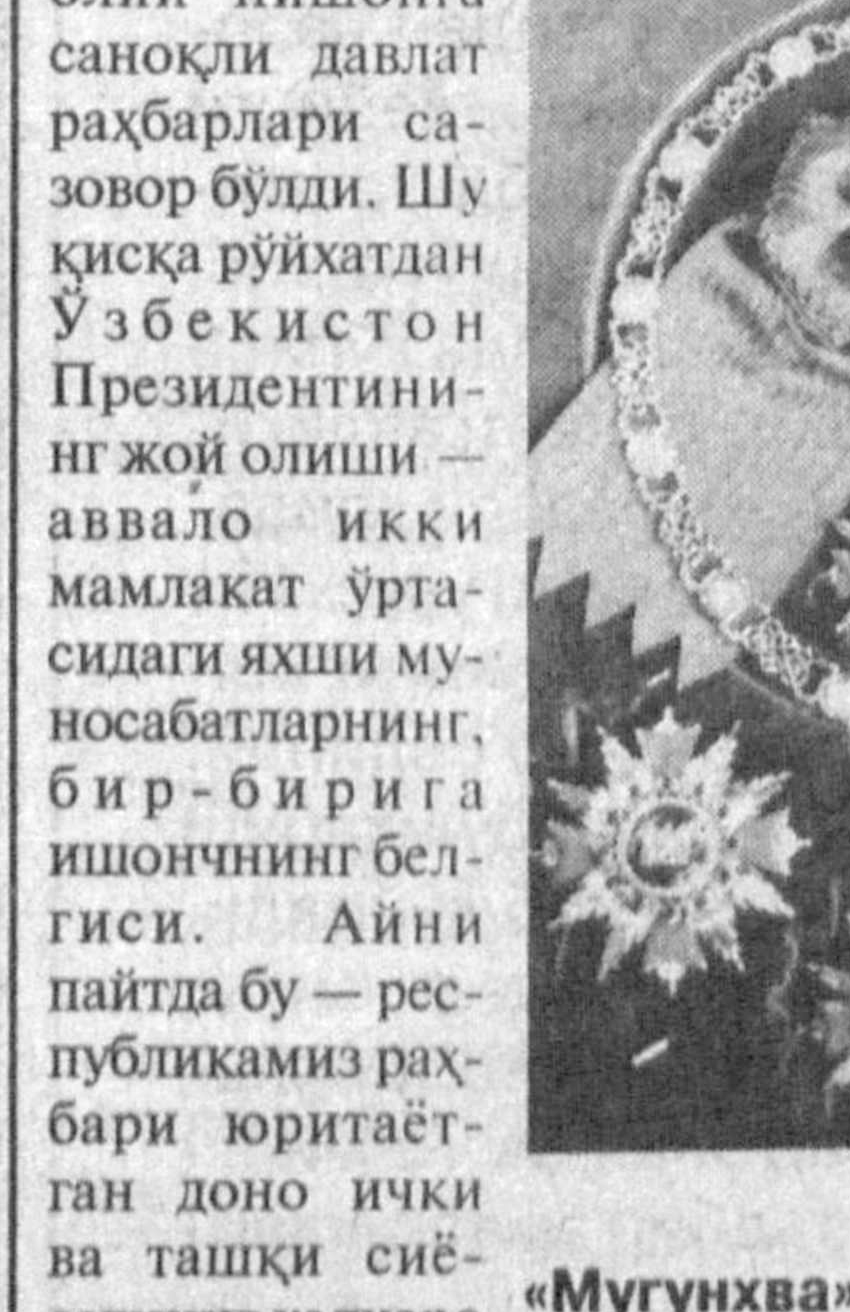 саноқли давлат
раҳбарлари са-
зовор бўлди. Шу
қисқа рўйхатдан
Ўзбекистон
Президентини-
нг жой олиши —
аввало икки
мамлакат ўрта-
сидаги яхши му-
носабатларнинг,
бир-бирига
ишончнинг бел-
гиси. Айни
пайтда бу — рес-
публикамиз раҳ-
бари юритаёт-
ган доно ички
ва ташқи сиё-
«Мугунхва»